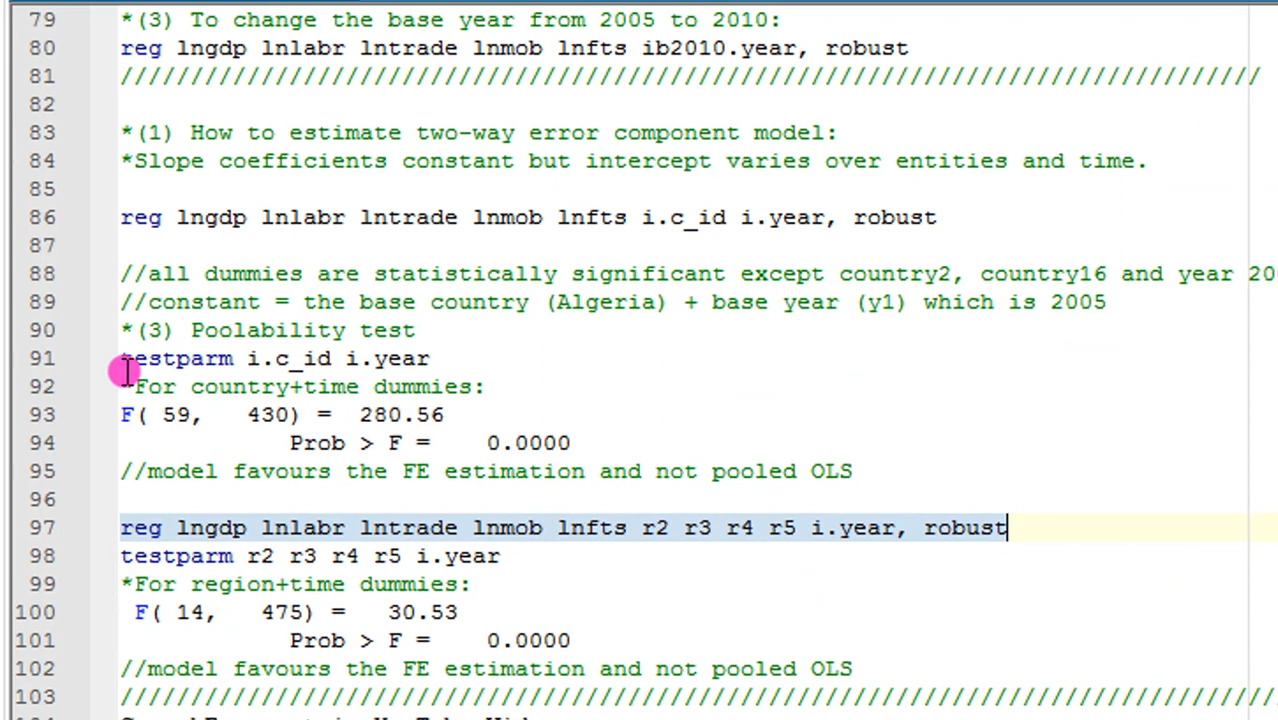 79 *(3) To change the base year from 2005 to 2010:
80 reg lngdp lnlabr lntrade lnmob lnfts ib2010.year, robust
81 /////////////////////////////////////////////////////////////////////////////////
82
83 *(1) How to estimate two-way error component model:
84 *Slope coefficients constant but intercept varies over entities and time.
85
86 reg lngdp lnlabr lntrade lnmob lnfts i.c_id i.year, robust
87
88 //all dummies are statistically significant except country2, country16 and year 20
89 //constant = the base country (Algeria) + base year (y1) which is 2005
90 *(3) Poolability test
91 testparm i.c_id i.year
92 *For country+time dummies:
93 F( 59, 430) = 280.56
94 Prob > F = 0.0000
95 //model favours the FE estimation and not pooled OLS
96
97 reg lngdp lnlabr lntrade lnmob lnfts r2 r3 r4 r5 i.year, robust
98 testparm r2 r3 r4 r5 i.year
99 *For region+time dummies:
100 F( 14, 475) = 30.53
101 Prob > F = 0.0000
102 //model favours the FE estimation and not pooled OLS
103 //////////////////////////////////////////////////////////////////////////////////